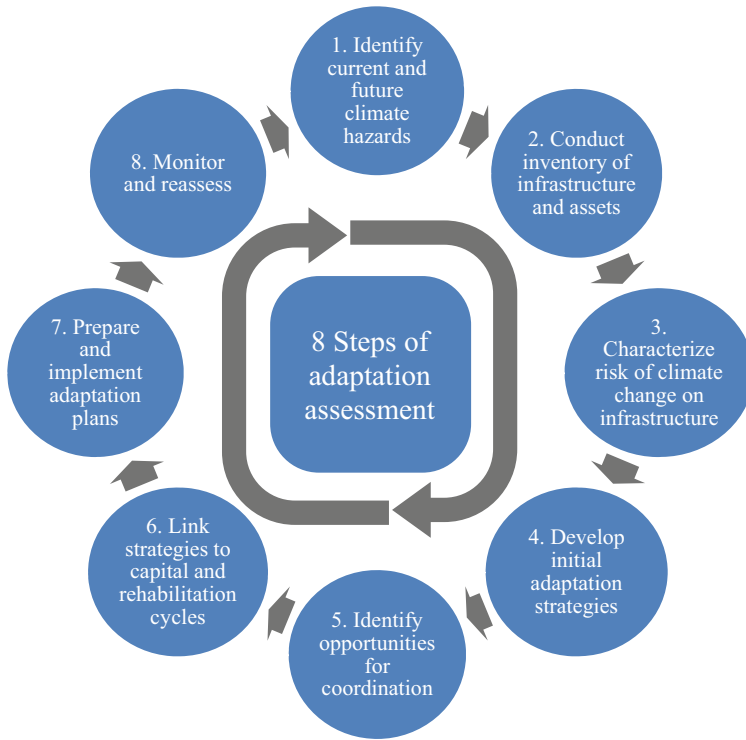 1. Identify
current and
future
climate
hazards
2. Conduct
inventory of
infrastructure
and assets
3.
Characterize
risk of climate
change on
infrastructure
4. Develop
initial
adaptation
strategies
5. Identify
opportunities
for
coordination
6. Link
strategies to
capital and
rehabilitation
cycles
7. Prepare
and
implement
adaptation
plans
8. Monitor
and reassess
8 Steps of
adaptation
assessment